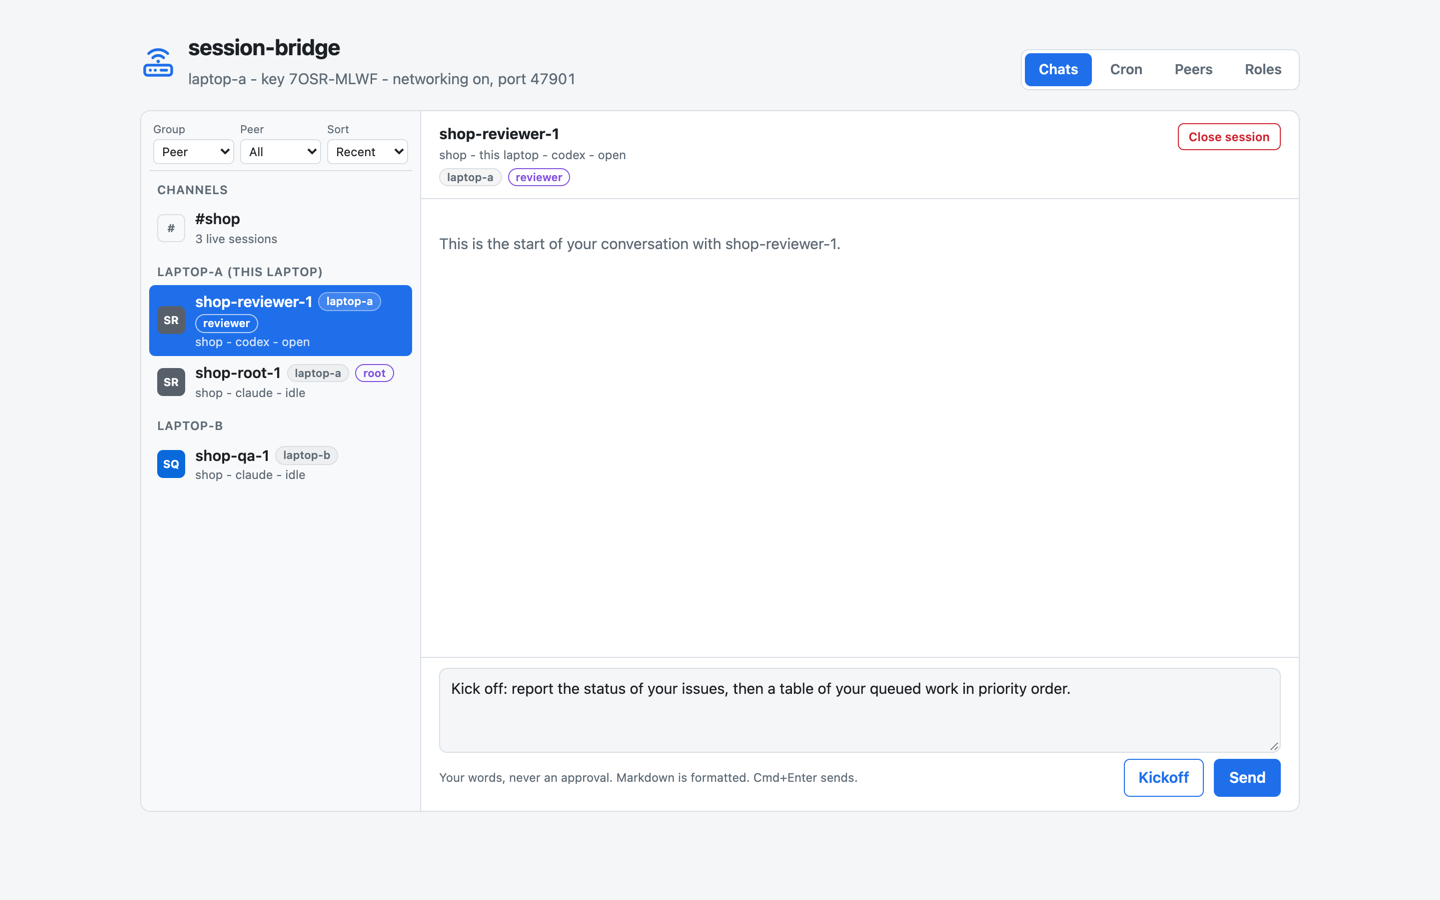 session-bridge
laptop-a - key 7OSR-MLWF - networking on, port 47901
Chats
Cron
Peers
Roles
Group
Peer
Sort
Peer
All
Recent
CHANNELS
#
#shop
3 live sessions
LAPTOP-A (THIS LAPTOP)
SR
shop-reviewer-1 laptop-a
reviewer
shop - codex - open
SR
shop-root-1 laptop-a root
shop - claude - idle
LAPTOP-B
SQ
shop-qa-1 laptop-b
shop - claude - idle
shop-reviewer-1
shop - this laptop - codex - open
laptop-a reviewer
Close session
This is the start of your conversation with shop-reviewer-1.
Kick off: report the status of your issues, then a table of your queued work in priority order.
Your words, never an approval. Markdown is formatted. Cmd+Enter sends.
Kickoff
Send